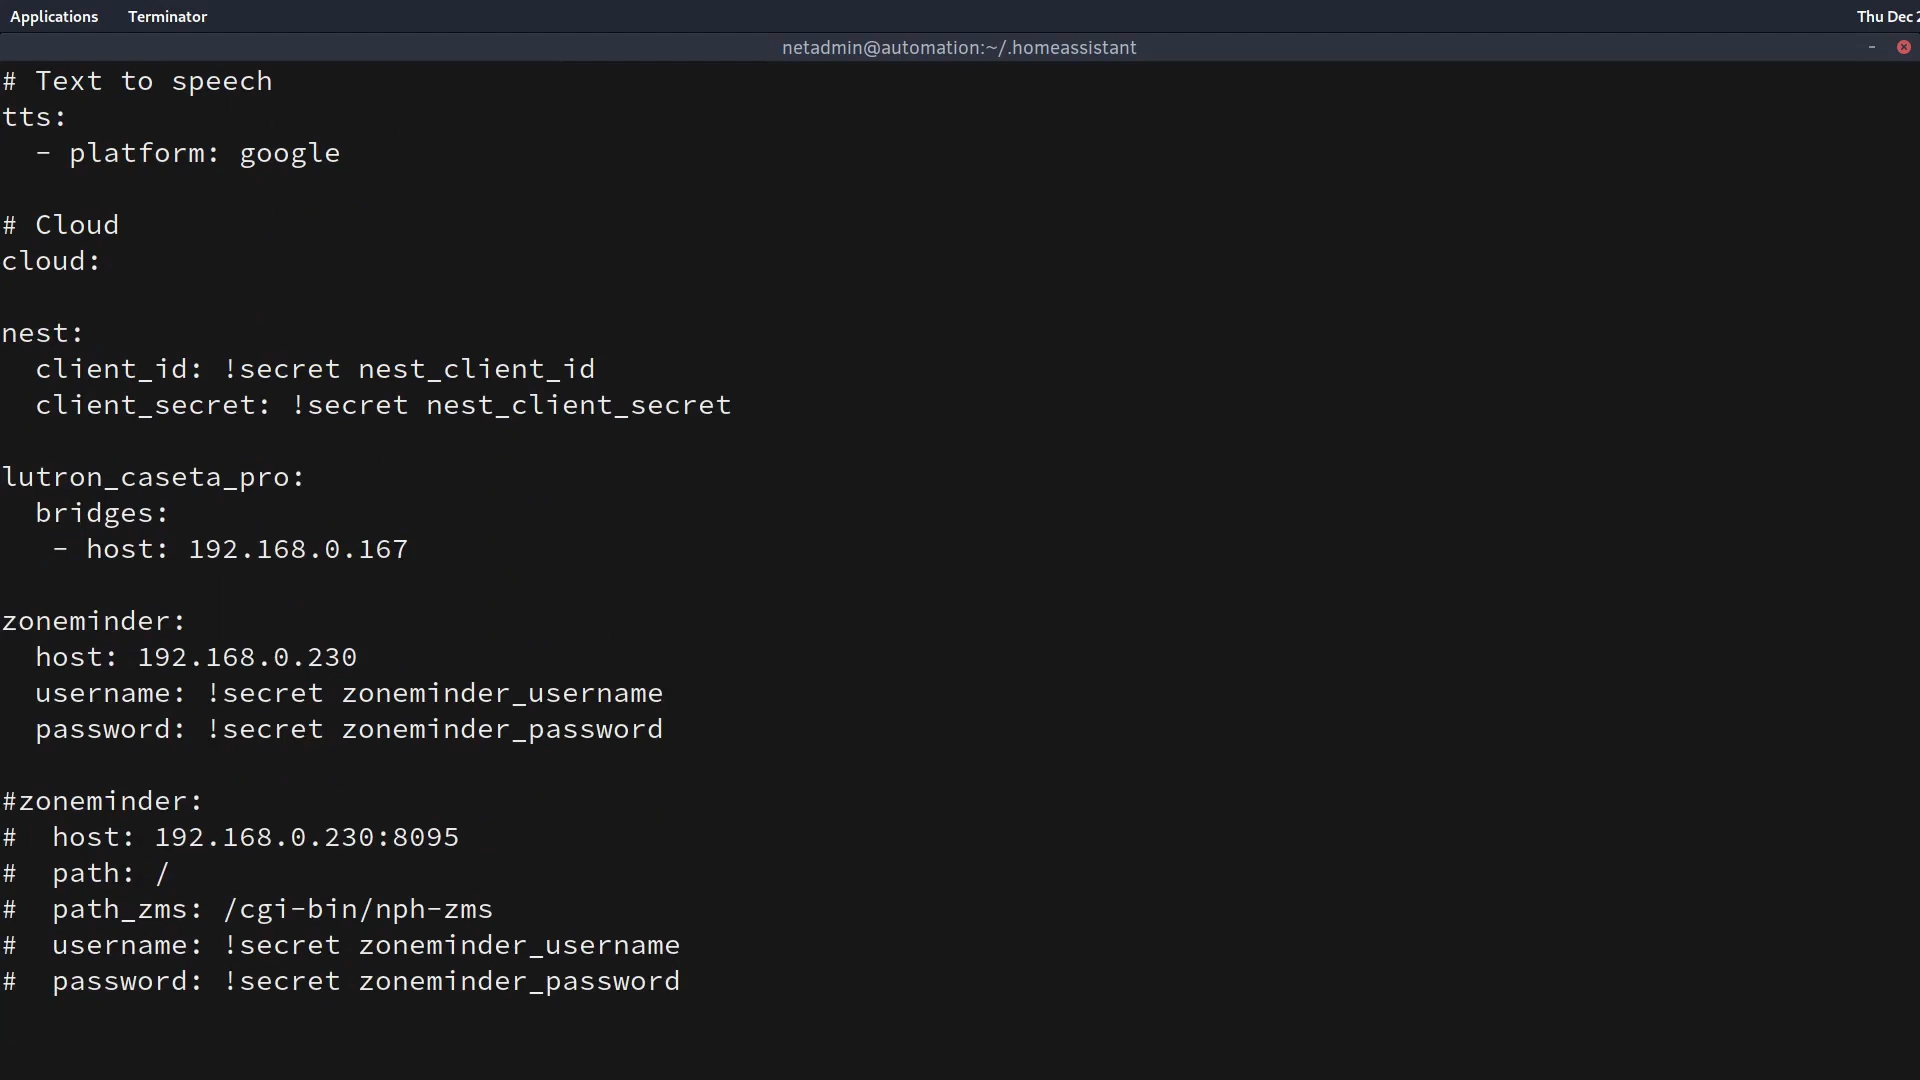 Applications Terminator Thu Dec 2
netadmin@automation:~/.homeassistant
# Text to speech
tts:
  - platform: google

# Cloud
cloud:

nest:
  client_id: !secret nest_client_id
  client_secret: !secret nest_client_secret

lutron_caseta_pro:
  bridges:
   - host: 192.168.0.167

zoneminder:
  host: 192.168.0.230
  username: !secret zoneminder_username
  password: !secret zoneminder_password

#zoneminder:
#  host: 192.168.0.230:8095
#  path: /
#  path_zms: /cgi-bin/nph-zms
#  username: !secret zoneminder_username
#  password: !secret zoneminder_password